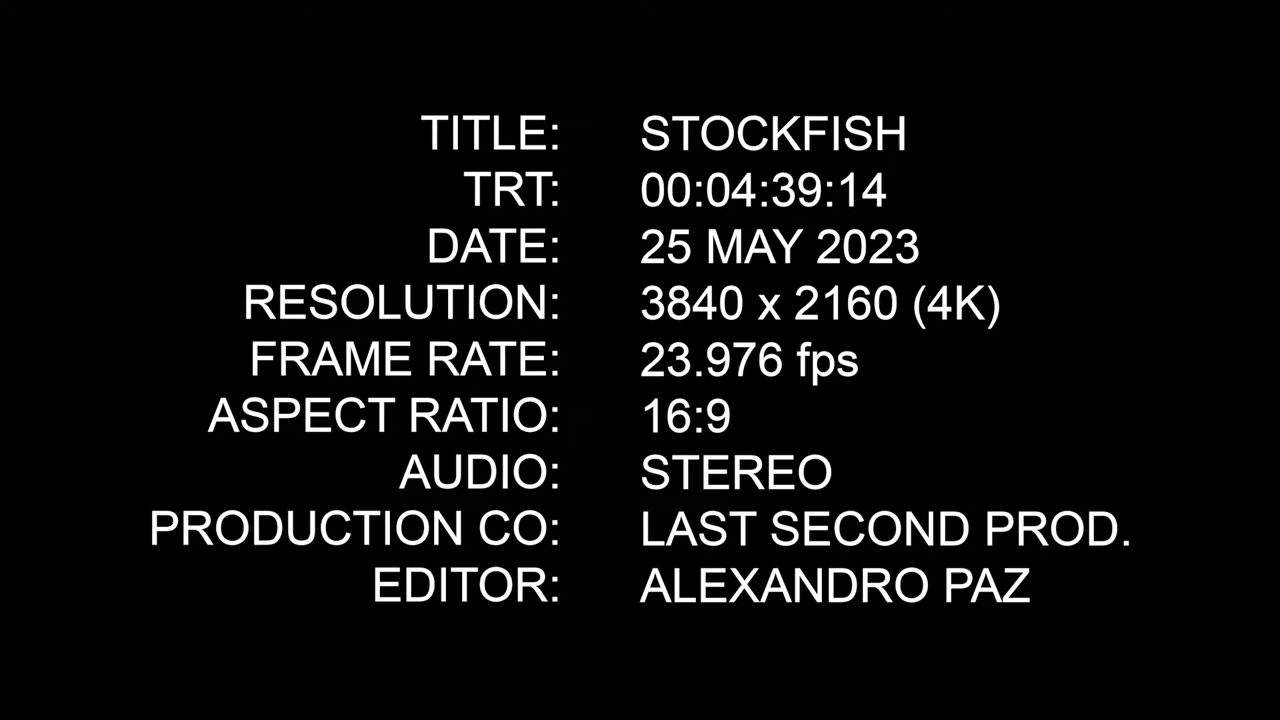 TITLE: STOCKFISH
TRT: 00:04:39:14
DATE: 25 MAY 2023
RESOLUTION: 3840 x 2160 (4K)
FRAME RATE: 23.976 fps
ASPECT RATIO: 16:9
AUDIO: STEREO
PRODUCTION CO: LAST SECOND PROD.
EDITOR: ALEXANDRO PAZ